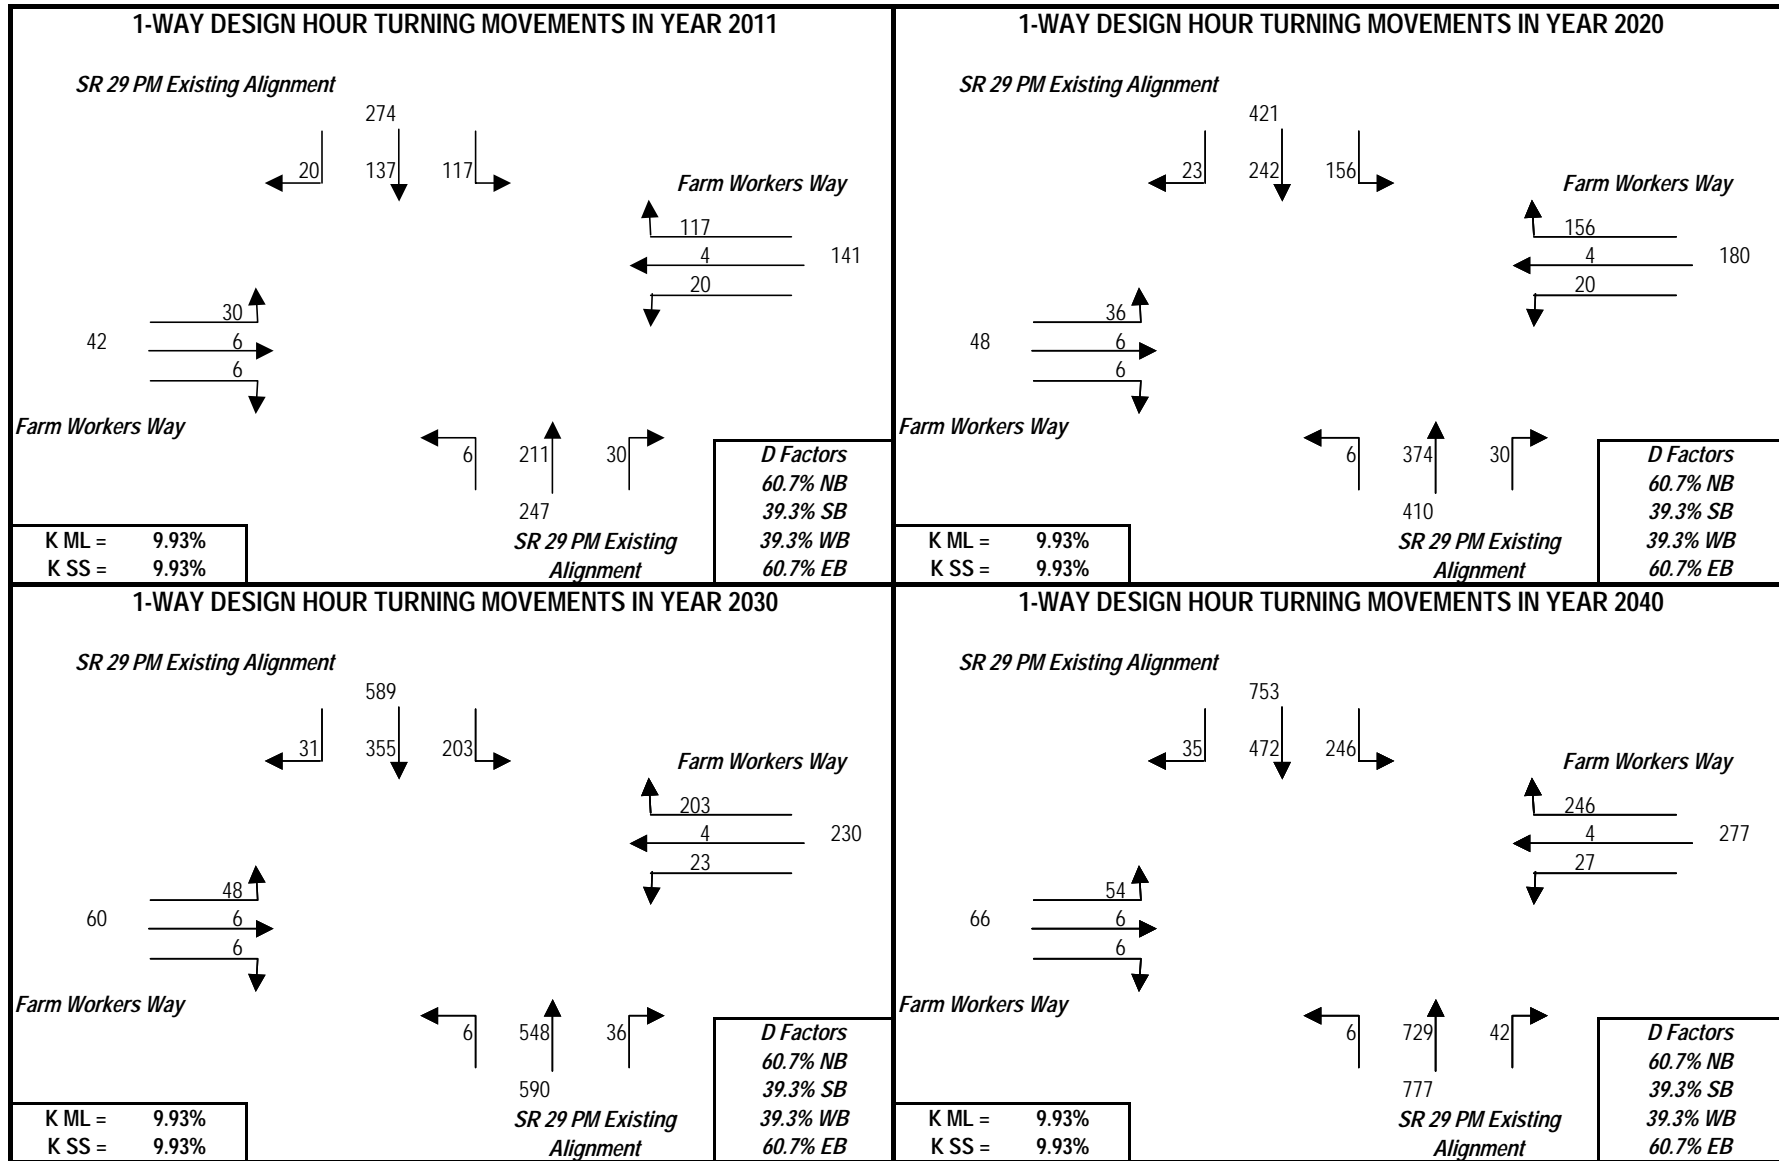 1-WAY DESIGN HOUR TURNING MOVEMENTS IN YEAR 2011
SR 29 PM Existing Alignment
274
20 137 117
Farm Workers Way
117
4 141
20
30
42 6
6
Farm Workers Way
6 211 30
247
SR 29 PM Existing
Alignment
D Factors
60.7% NB
39.3% SB
39.3% WB
60.7% EB
K ML = 9.93%
K SS = 9.93%
1-WAY DESIGN HOUR TURNING MOVEMENTS IN YEAR 2020
SR 29 PM Existing Alignment
421
23 242 156
Farm Workers Way
156
4 180
20
36
48 6
6
Farm Workers Way
6 374 30
410
SR 29 PM Existing
Alignment
D Factors
60.7% NB
39.3% SB
39.3% WB
60.7% EB
K ML = 9.93%
K SS = 9.93%
1-WAY DESIGN HOUR TURNING MOVEMENTS IN YEAR 2030
SR 29 PM Existing Alignment
589
31 355 203
Farm Workers Way
203
4 230
23
48
60 6
6
Farm Workers Way
6 548 36
590
SR 29 PM Existing
Alignment
D Factors
60.7% NB
39.3% SB
39.3% WB
60.7% EB
K ML = 9.93%
K SS = 9.93%
1-WAY DESIGN HOUR TURNING MOVEMENTS IN YEAR 2040
SR 29 PM Existing Alignment
753
35 472 246
Farm Workers Way
246
4 277
27
54
66 6
6
Farm Workers Way
6 729 42
777
SR 29 PM Existing
Alignment
D Factors
60.7% NB
39.3% SB
39.3% WB
60.7% EB
K ML = 9.93%
K SS = 9.93%